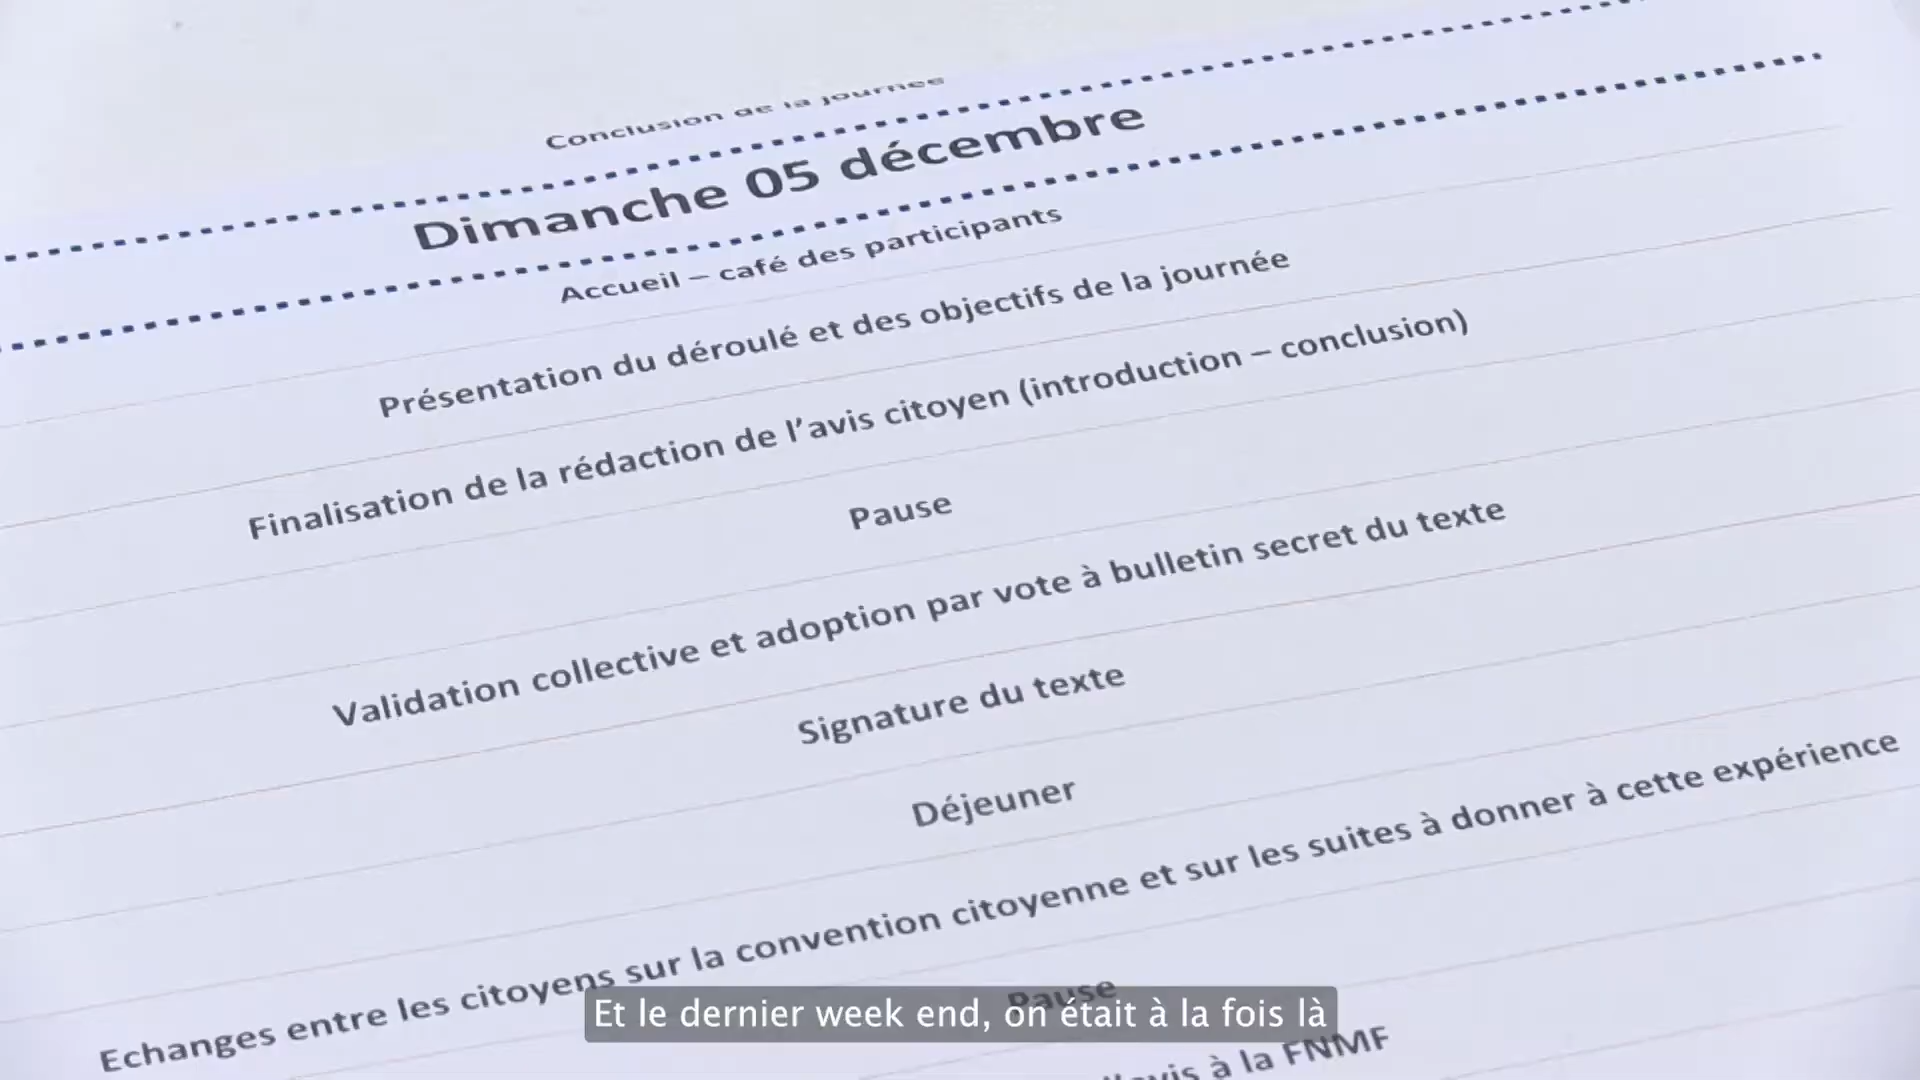 Conclusion de la journée
Dimanche 05 décembre
Accueil – café des participants
Présentation du déroulé et des objectifs de la journée
Finalisation de la rédaction de l’avis citoyen (introduction – conclusion)
Pause
Validation collective et adoption par vote à bulletin secret du texte
Signature du texte
Déjeuner
Echanges entre les citoyens sur la convention citoyenne et sur les suites à donner à cette expérience
Pause
Et le dernier week end, on était à la fois là
à la FNMF